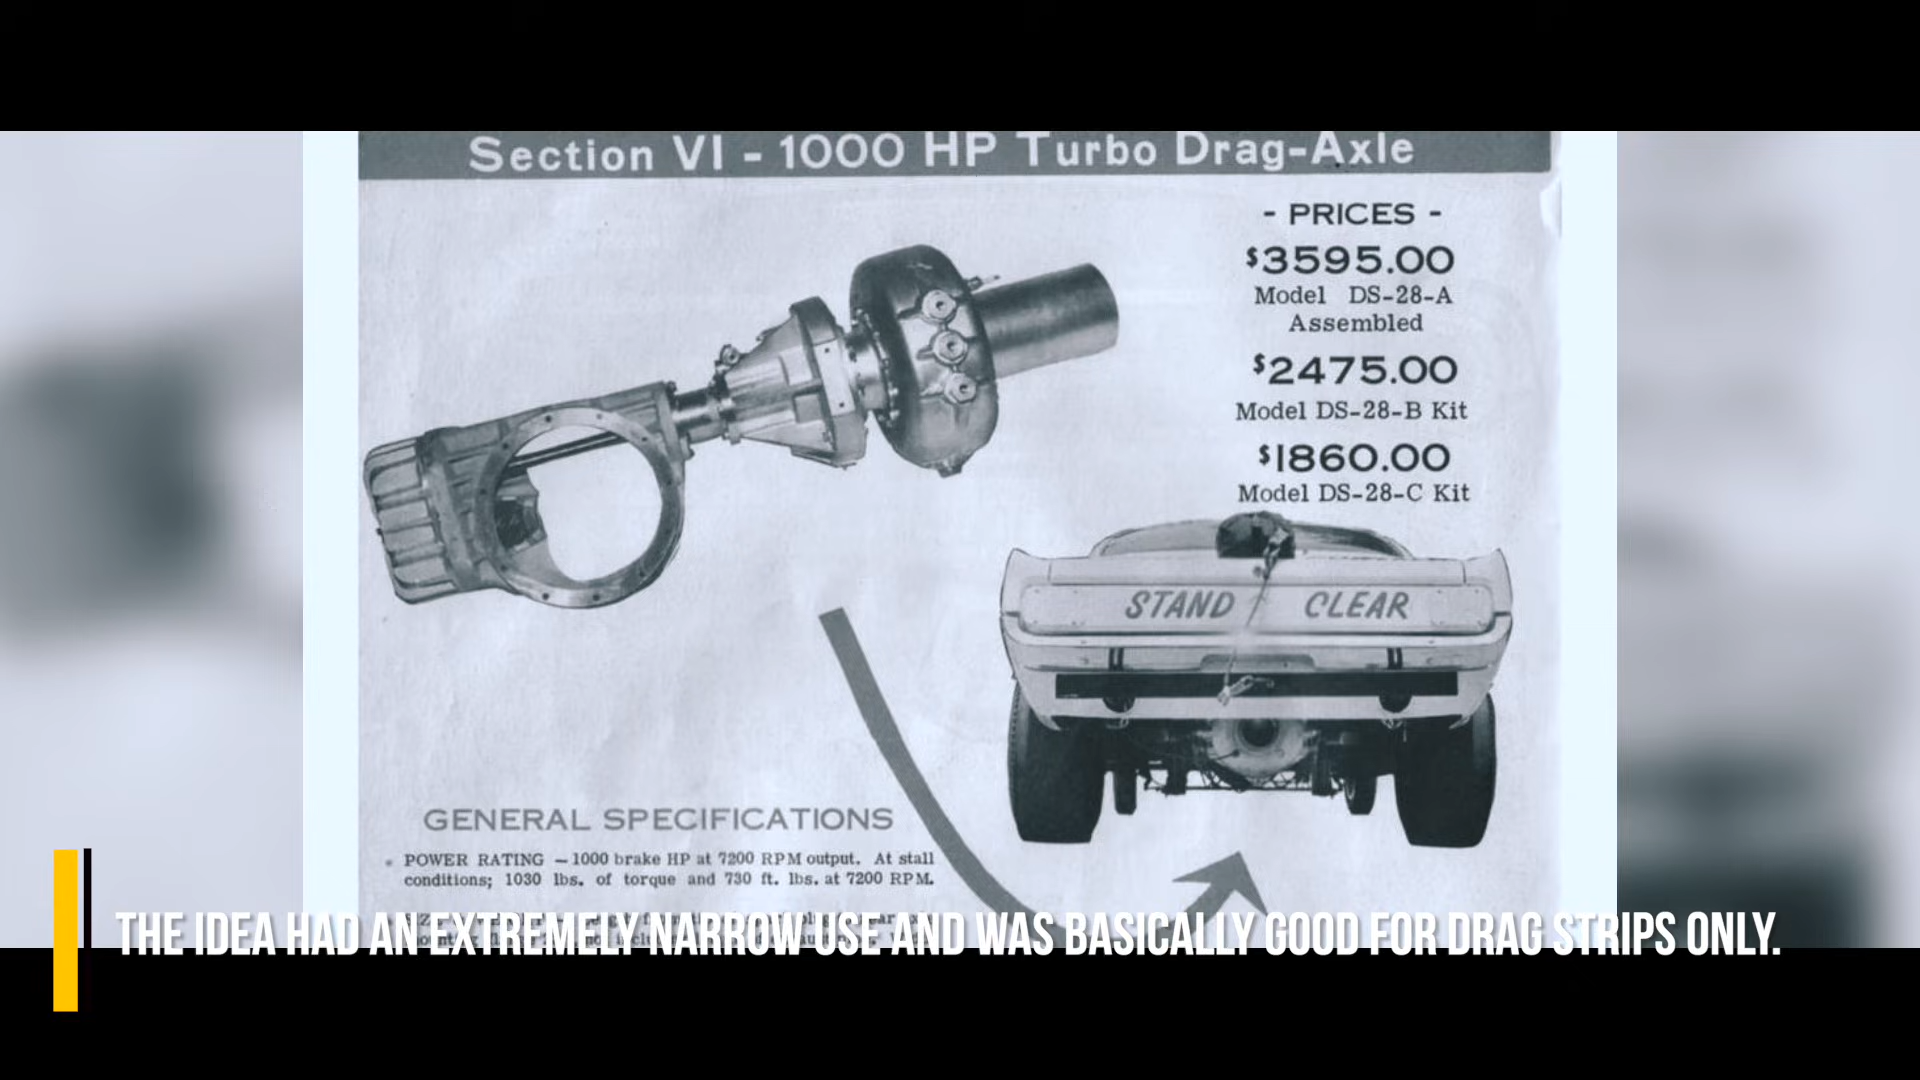 Section VI - 1000 HP Turbo Drag-Axle
- PRICES -
$3595.00
Model DS-28-A
Assembled
$2475.00
Model DS-28-B Kit
$1860.00
Model DS-28-C Kit
STAND CLEAR
GENERAL SPECIFICATIONS
POWER RATING — 1000 brake HP at 7200 RPM output. At stall
conditions; 1030 lbs. of torque and 730 ft. lbs. at 7200 RPM.
THE IDEA HAD AN EXTREMELY NARROW USE AND WAS BASICALLY GOOD FOR DRAG STRIPS ONLY.